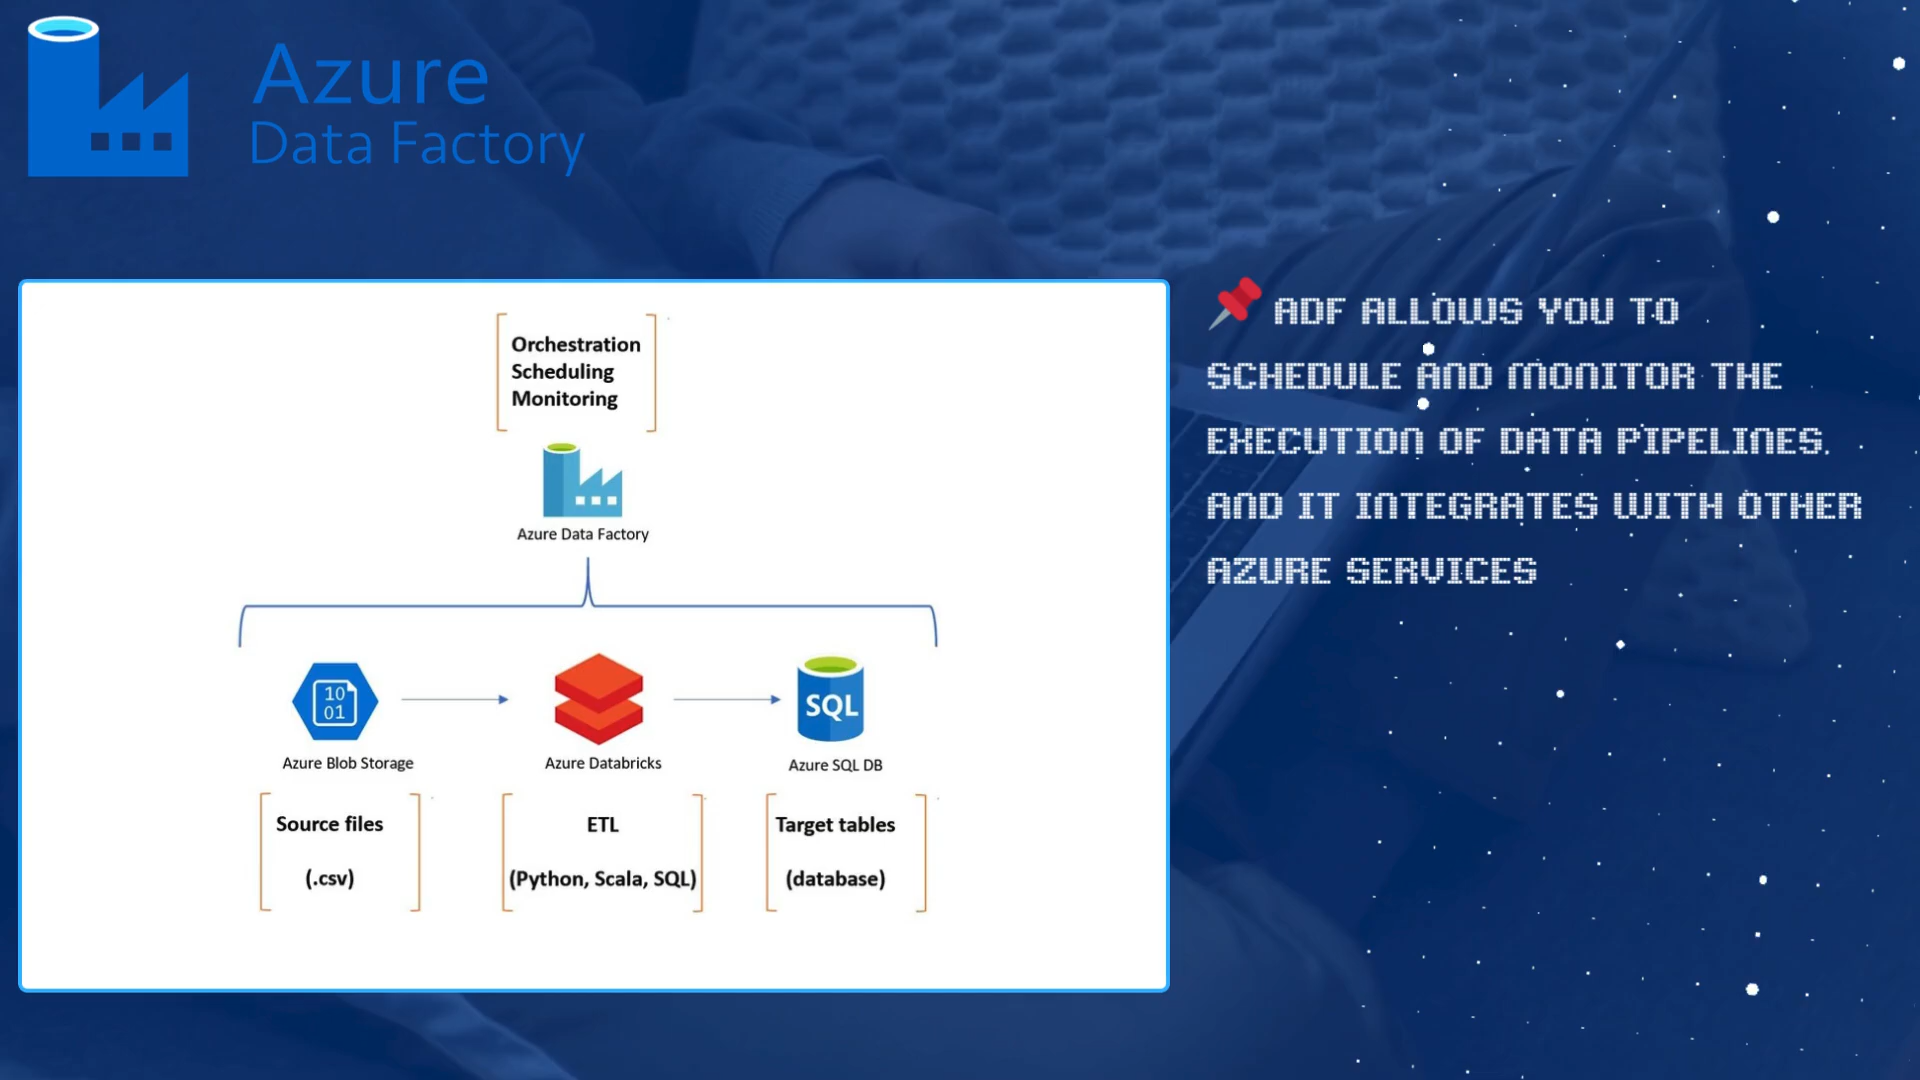 Azure
Data Factory
Orchestration
Scheduling
Monitoring
Azure Data Factory
10
01
SQL
Azure Blob Storage
Azure Databricks
Azure SQL DB
Source files
(.csv)
ETL
(Python, Scala, SQL)
Target tables
(database)
ADF ALLOWS YOU TO
SCHEDULE AND MONITOR THE
EXECUTION OF DATA PIPELINES,
AND IT INTEGRATES WITH OTHER
AZURE SERVICES